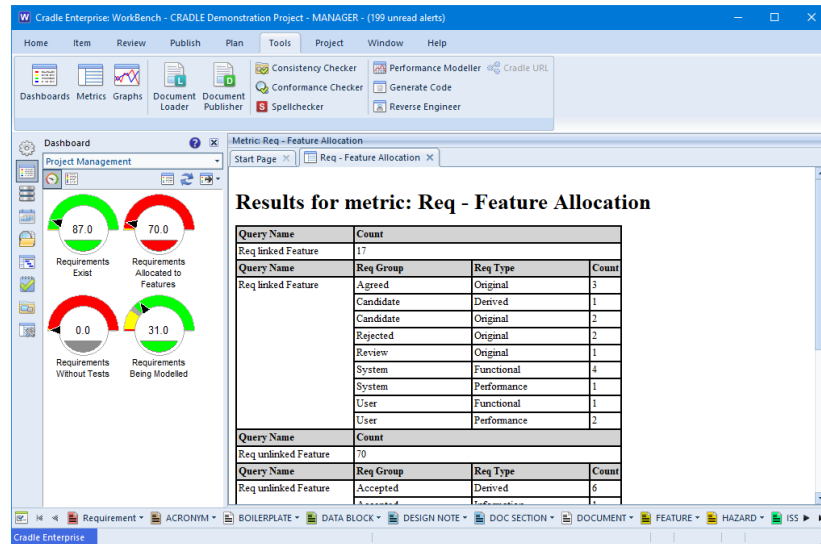 Cradle Enterprise: WorkBench - CRADLE Demonstration Project - MANAGER - (199 unread alerts)
Home Item Review Publish Plan Tools Project Window Help
Dashboards Metrics Graphs Document Loader Document Publisher
Consistency Checker Performance Modeller Cradle URL
Conformance Checker Generate Code
Spellchecker Reverse Engineer
Dashboard
Project Management
87.0
Requirements
Exist
70.0
Requirements
Allocated to
Features
0.0
Requirements
Without Tests
31.0
Requirements
Being Modelled
Metric: Req - Feature Allocation
Start Page Req - Feature Allocation
Results for metric: Req - Feature Allocation
Query Name Count
Req linked Feature 17
Query Name Req Group Req Type Count
Req linked Feature Agreed Original 3
Candidate Derived 1
Candidate Original 2
Rejected Original 2
Review Original 1
System Functional 4
System Performance 1
User Functional 1
User Performance 2
Query Name Count
Req unlinked Feature 70
Query Name Req Group Req Type Count
Req unlinked Feature Accepted Derived 6
Requirement ACRONYM BOILERPLATE DATA BLOCK DESIGN NOTE DOC SECTION DOCUMENT FEATURE HAZARD ISS
Cradle Enterprise